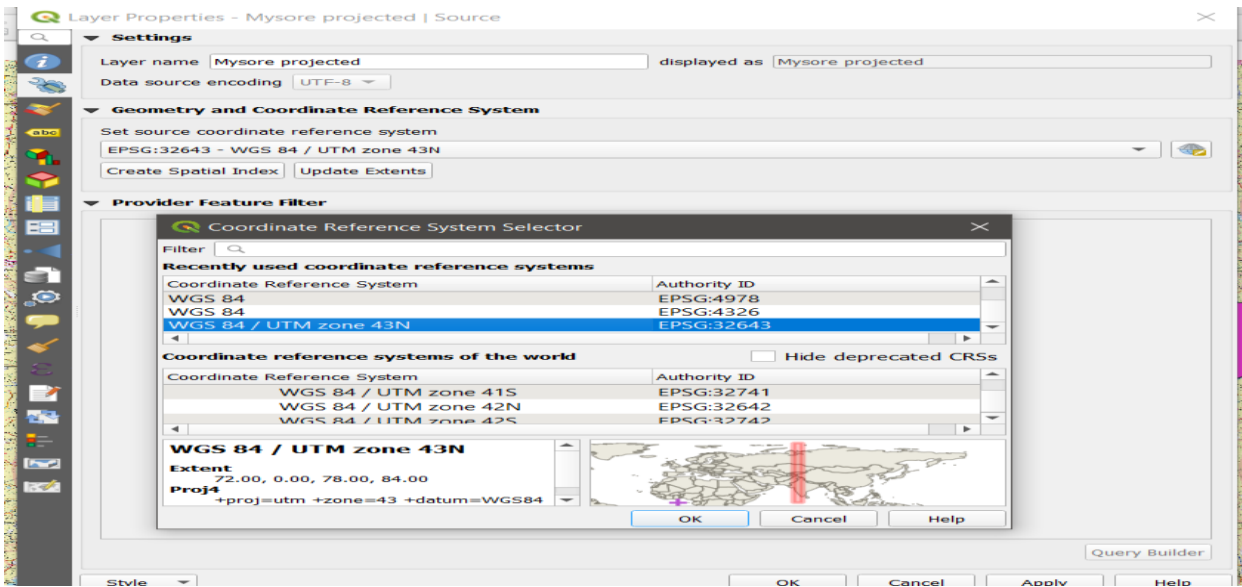 Layer Properties - Mysore projected | Source
Settings
Layer name Mysore projected displayed as Mysore projected
Data source encoding UTF-8
Geometry and Coordinate Reference System
Set source coordinate reference system
EPSG:32643 - WGS 84 / UTM zone 43N
Create Spatial Index Update Extents
Provider Feature Filter
Coordinate Reference System Selector
Filter
Recently used coordinate reference systems
Coordinate Reference System Authority ID
WGS 84 EPSG:4978
WGS 84 EPSG:4326
WGS 84 / UTM zone 43N EPSG:32643
Coordinate reference systems of the world Hide deprecated CRSs
Coordinate Reference System Authority ID
WGS 84 / UTM zone 41S EPSG:32741
WGS 84 / UTM zone 42N EPSG:32642
WGS 84 / UTM zone 42S EPSG:32742
WGS 84 / UTM zone 43N
Extent
72.00, 0.00, 78.00, 84.00
Proj4
+proj=utm +zone=43 +datum=WGS84
OK Cancel Help
Query Builder
Style OK Cancel Apply Help
abc